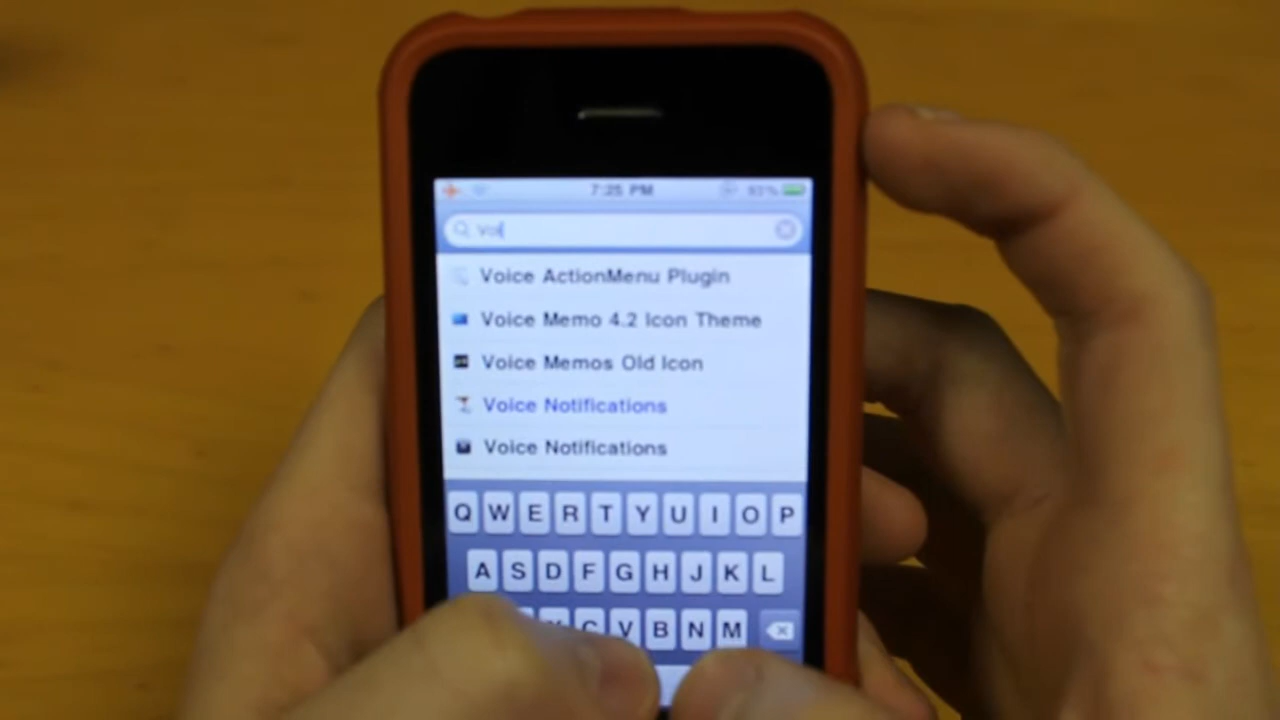 7:25 PM
voi
Voice ActionMenu Plugin
Voice Memo 4.2 Icon Theme
Voice Memos Old Icon
Voice Notifications
Voice Notifications
Q W E R T Y U I O P
A S D F G H J K L
X C V B N M